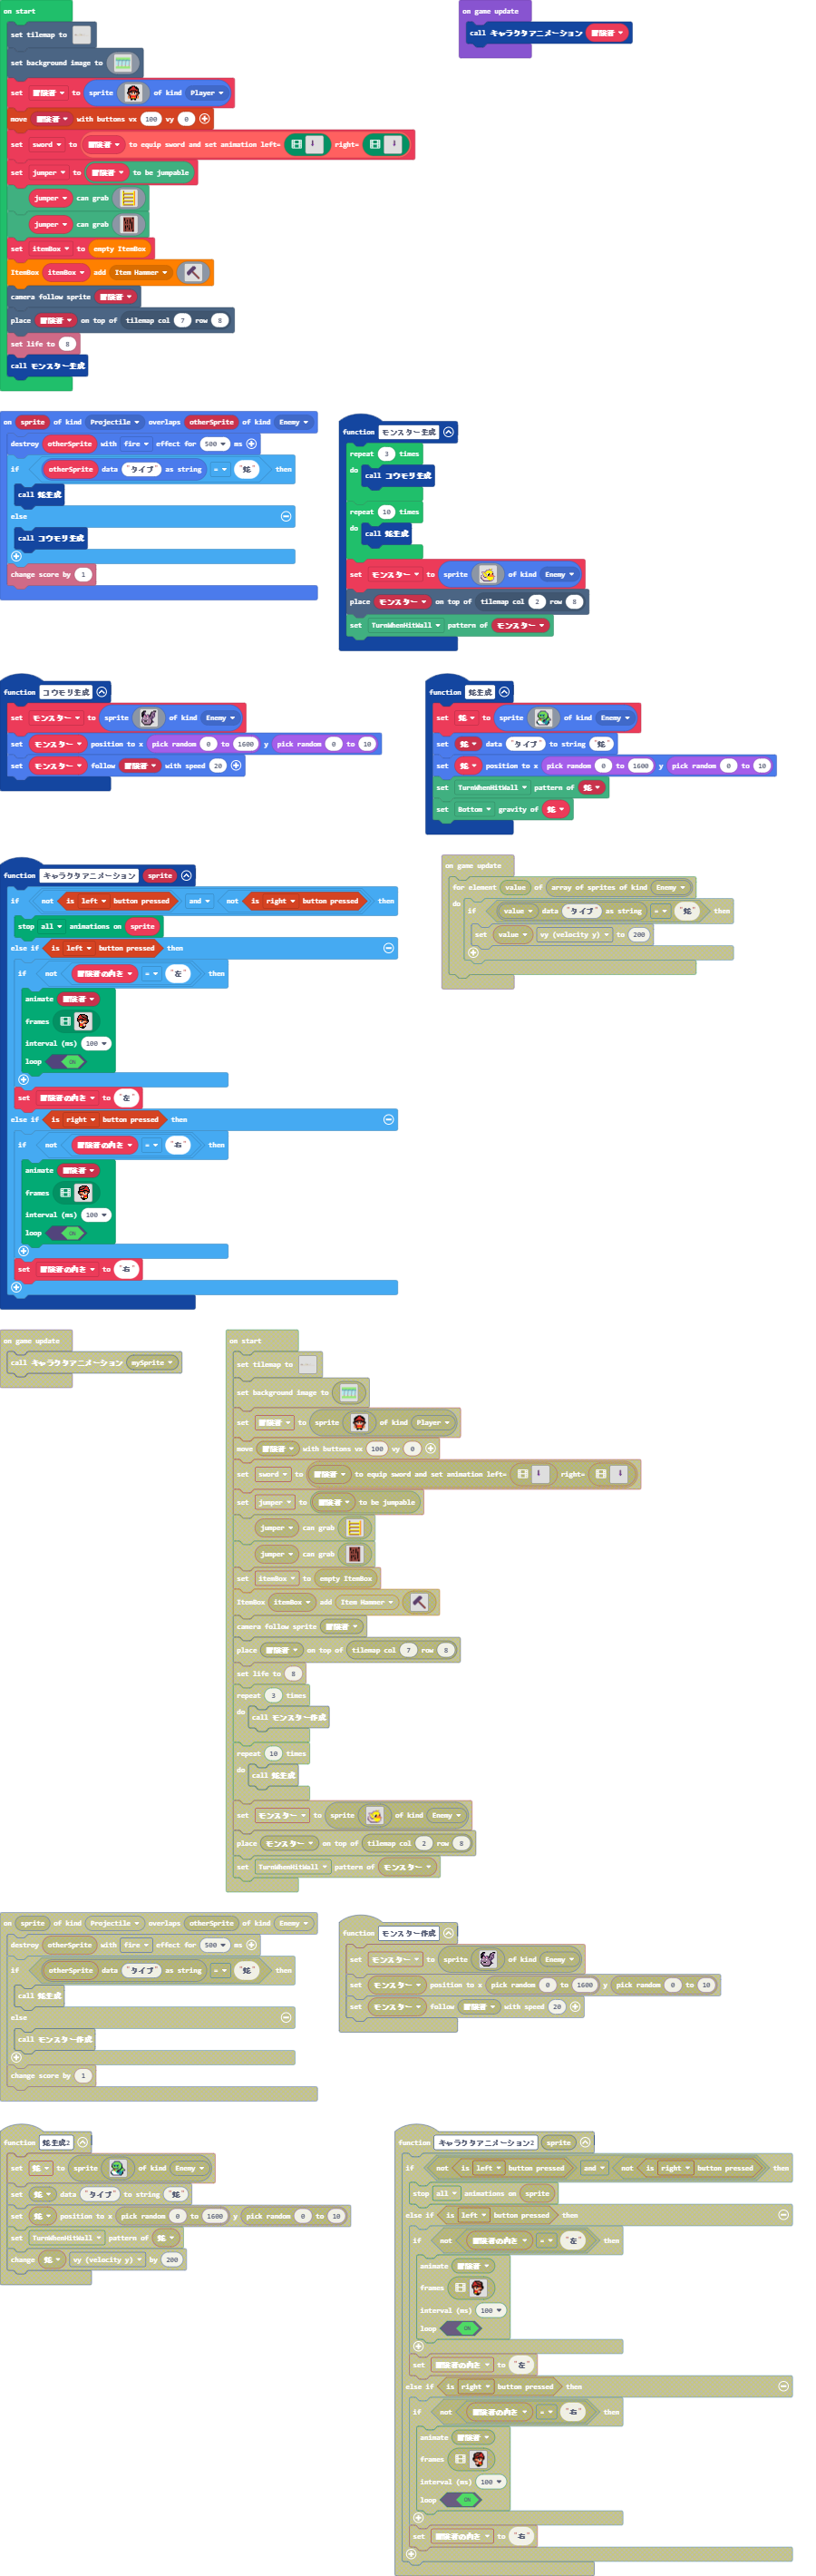 on start
set tilemap to
set background image to
set 冒険者 to sprite of kind Player
move 冒険者 with buttons vx 100 vy 0
set sword to 冒険者 to equip sword and set animation left= right=
set jumper to 冒険者 to be jumpable
jumper can grab
jumper can grab
set itemBox to empty ItemBox
ItemBox itemBox add Item Hammer
camera follow sprite 冒険者
place 冒険者 on top of tilemap col 7 row 8
set life to 8
call モンスター生成
on game update
call キャラクタアニメーション 冒険者
on sprite of kind Projectile overlaps otherSprite of kind Enemy
destroy otherSprite with fire effect for 500 ms
if otherSprite data "タイプ" as string = "蛇" then
call 蛇生成
else
call コウモリ生成
change score by 1
function モンスター生成
repeat 3 times
do call コウモリ生成
repeat 10 times
do call 蛇生成
set モンスター to sprite of kind Enemy
place モンスター on top of tilemap col 2 row 8
set TurnWhenHitWall pattern of モンスター
function コウモリ生成
set モンスター to sprite of kind Enemy
set モンスター position to x pick random 0 to 1600 y pick random 0 to 10
set モンスター follow 冒険者 with speed 20
function 蛇生成
set 蛇 to sprite of kind Enemy
set 蛇 data "タイプ" to string "蛇"
set 蛇 position to x pick random 0 to 1600 y pick random 0 to 10
set TurnWhenHitWall pattern of 蛇
set Bottom gravity of 蛇
function キャラクタアニメーション sprite
if not is left button pressed and not is right button pressed then
stop all animations on sprite
else if is left button pressed then
if not 冒険者の向き = "左" then
animate 冒険者
frames
interval (ms) 100
loop ON
set 冒険者の向き to "左"
else if is right button pressed then
if not 冒険者の向き = "右" then
animate 冒険者
frames
interval (ms) 100
loop ON
set 冒険者の向き to "右"
on game update
for element value of array of sprites of kind Enemy
do if value data "タイプ" as string = "蛇" then
set value vy (velocity y) to 200
on game update
call キャラクタアニメーション mySprite
on start
set tilemap to
set background image to
set 冒険者 to sprite of kind Player
move 冒険者 with buttons vx 100 vy 0
set sword to 冒険者 to equip sword and set animation left= right=
set jumper to 冒険者 to be jumpable
jumper can grab
jumper can grab
set itemBox to empty ItemBox
ItemBox itemBox add Item Hammer
camera follow sprite 冒険者
place 冒険者 on top of tilemap col 7 row 8
set life to 8
repeat 3 times
do call モンスター作成
repeat 10 times
do call 蛇生成
set モンスター to sprite of kind Enemy
place モンスター on top of tilemap col 2 row 8
set TurnWhenHitWall pattern of モンスター
on sprite of kind Projectile overlaps otherSprite of kind Enemy
destroy otherSprite with fire effect for 500 ms
if otherSprite data "タイプ" as string = "蛇" then
call 蛇生成
else
call モンスター作成
change score by 1
function モンスター作成
set モンスター to sprite of kind Enemy
set モンスター position to x pick random 0 to 1600 y pick random 0 to 10
set モンスター follow 冒険者 with speed 20
function 蛇生成2
set 蛇 to sprite of kind Enemy
set 蛇 data "タイプ" to string "蛇"
set 蛇 position to x pick random 0 to 1600 y pick random 0 to 10
set TurnWhenHitWall pattern of 蛇
change 蛇 vy (velocity y) by 200
function キャラクタアニメーション2 sprite
if not is left button pressed and not is right button pressed then
stop all animations on sprite
else if is left button pressed then
if not 冒険者の向き = "左" then
animate 冒険者
frames
interval (ms) 100
loop ON
set 冒険者の向き to "左"
else if is right button pressed then
if not 冒険者の向き = "右" then
animate 冒険者
frames
interval (ms) 100
loop ON
set 冒険者の向き to "右"